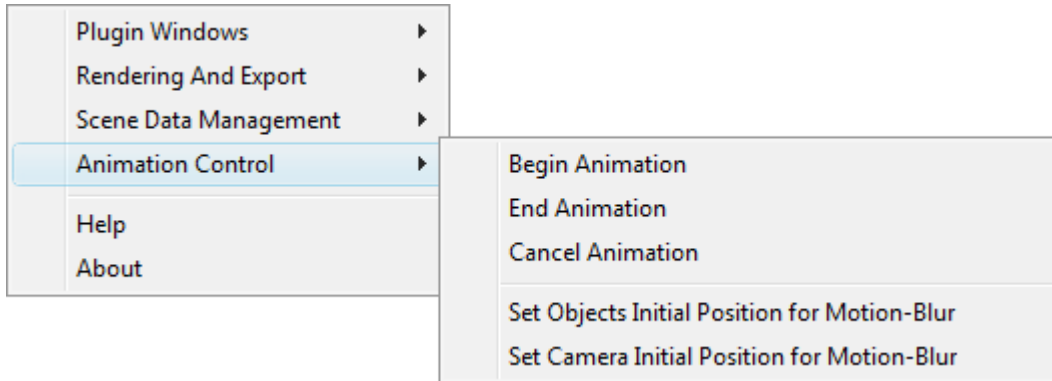 Plugin Windows
Rendering And Export
Scene Data Management
Animation Control
Help
About
Begin Animation
End Animation
Cancel Animation
Set Objects Initial Position for Motion-Blur
Set Camera Initial Position for Motion-Blur